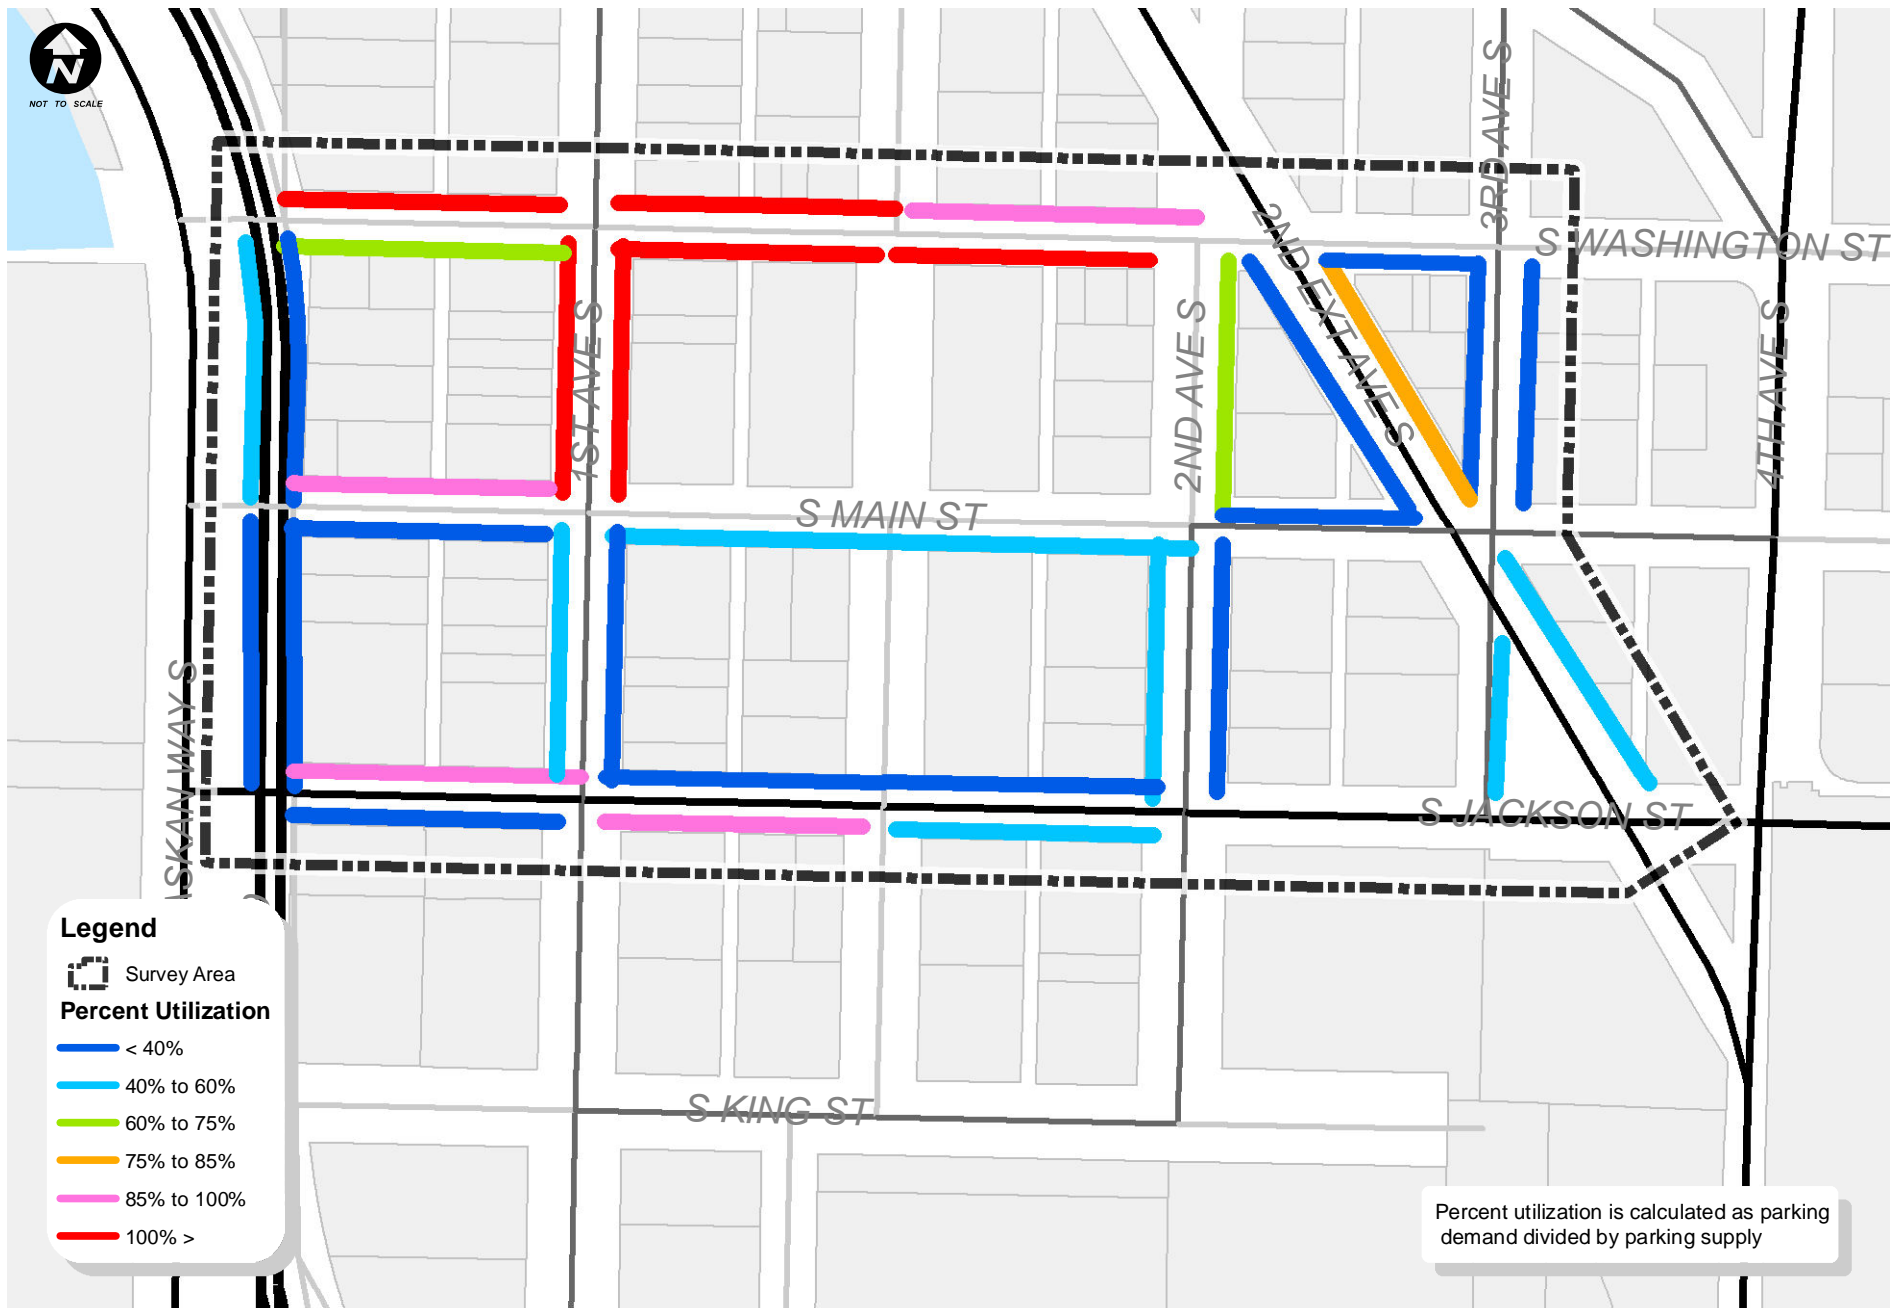 N
NOT TO SCALE
3RD AVE S
S WASHINGTON ST
2ND EXT AVE S
1ST AVE S
2ND AVE S
4TH AVE S
S MAIN ST
ASKAN WAY S
S JACKSON ST
S KING ST
Legend
Survey Area
Percent Utilization
< 40%
40% to 60%
60% to 75%
75% to 85%
85% to 100%
100% >
Percent utilization is calculated as parking
demand divided by parking supply